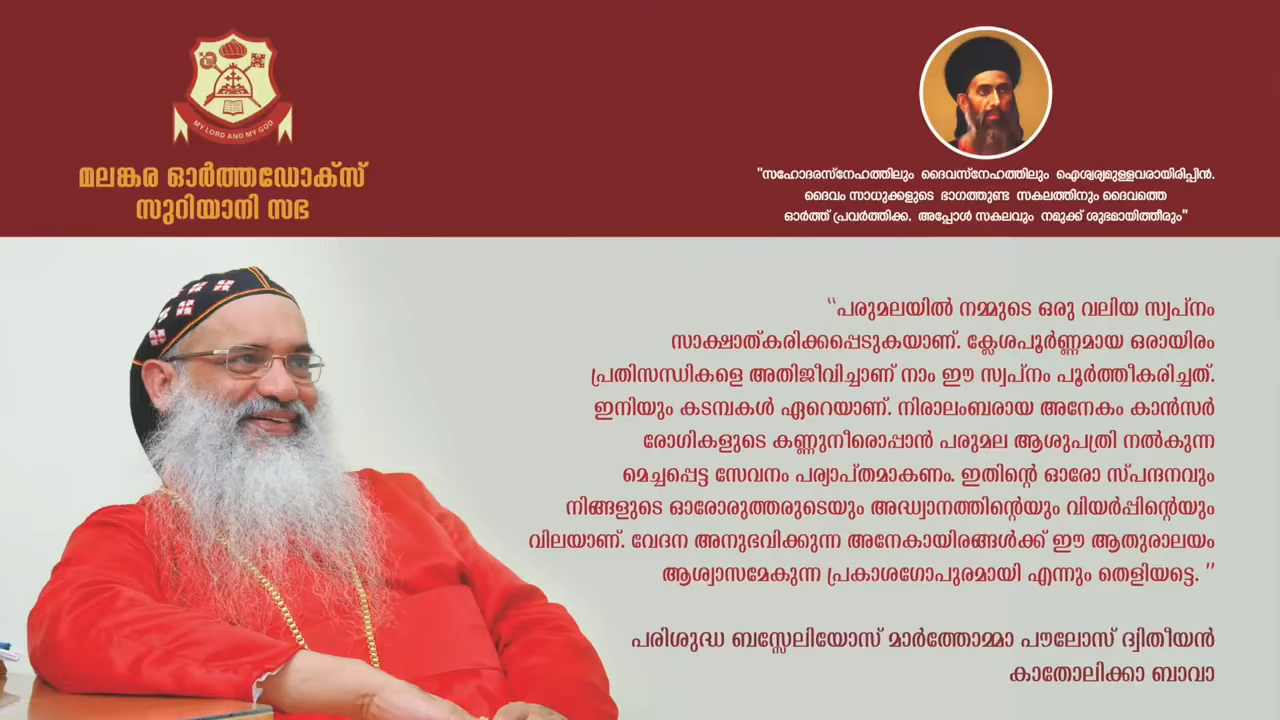 MY LORD AND MY GOD
മലങ്കര ഓർത്തഡോക്സ്
സുറിയാനി സഭ
"സഹോദരസ്നേഹത്തിലും ദൈവസ്നേഹത്തിലും ഐശ്വര്യമുള്ളവരായിരിപ്പിൻ.
ദൈവം സാധുക്കളുടെ ഭാഗത്തുണ്ട സകലത്തിനും ദൈവത്തെ
ഓർത്ത് പ്രവർത്തിക്ക. അപ്പോൾ സകലവും നമുക്ക് ശുഭമായിത്തീരും"
“പരുമലയിൽ നമ്മുടെ ഒരു വലിയ സ്വപ്നം
സാക്ഷാത്കരിക്കപ്പെടുകയാണ്. ക്ലേശപൂർണ്ണമായ ഒരായിരം
പ്രതിസന്ധികളെ അതിജീവിച്ചാണ് നാം ഈ സ്വപ്നം പൂർത്തീകരിച്ചത്.
ഇനിയും കടമ്പകൾ ഏറെയാണ്. നിരാലംബരായ അനേകം കാൻസർ
രോഗികളുടെ കണ്ണുനീരൊപ്പാൻ പരുമല ആശുപത്രി നൽകുന്ന
മെച്ചപ്പെട്ട സേവനം പര്യാപ്തമാകണം. ഇതിന്റെ ഓരോ സ്പന്ദനവും
നിങ്ങളുടെ ഓരോരുത്തരുടെയും അദ്ധ്വാനത്തിന്റെയും വിയർപ്പിന്റെയും
വിലയാണ്. വേദന അനുഭവിക്കുന്ന അനേകായിരങ്ങൾക്ക് ഈ ആതുരാലയം
ആശ്വാസമേകുന്ന പ്രകാശഗോപുരമായി എന്നും തെളിയട്ടെ. ”
പരിശുദ്ധ ബസ്സേലിയോസ് മാർത്തോമ്മാ പൗലോസ് ദ്വിതീയൻ
കാതോലിക്കാ ബാവാ